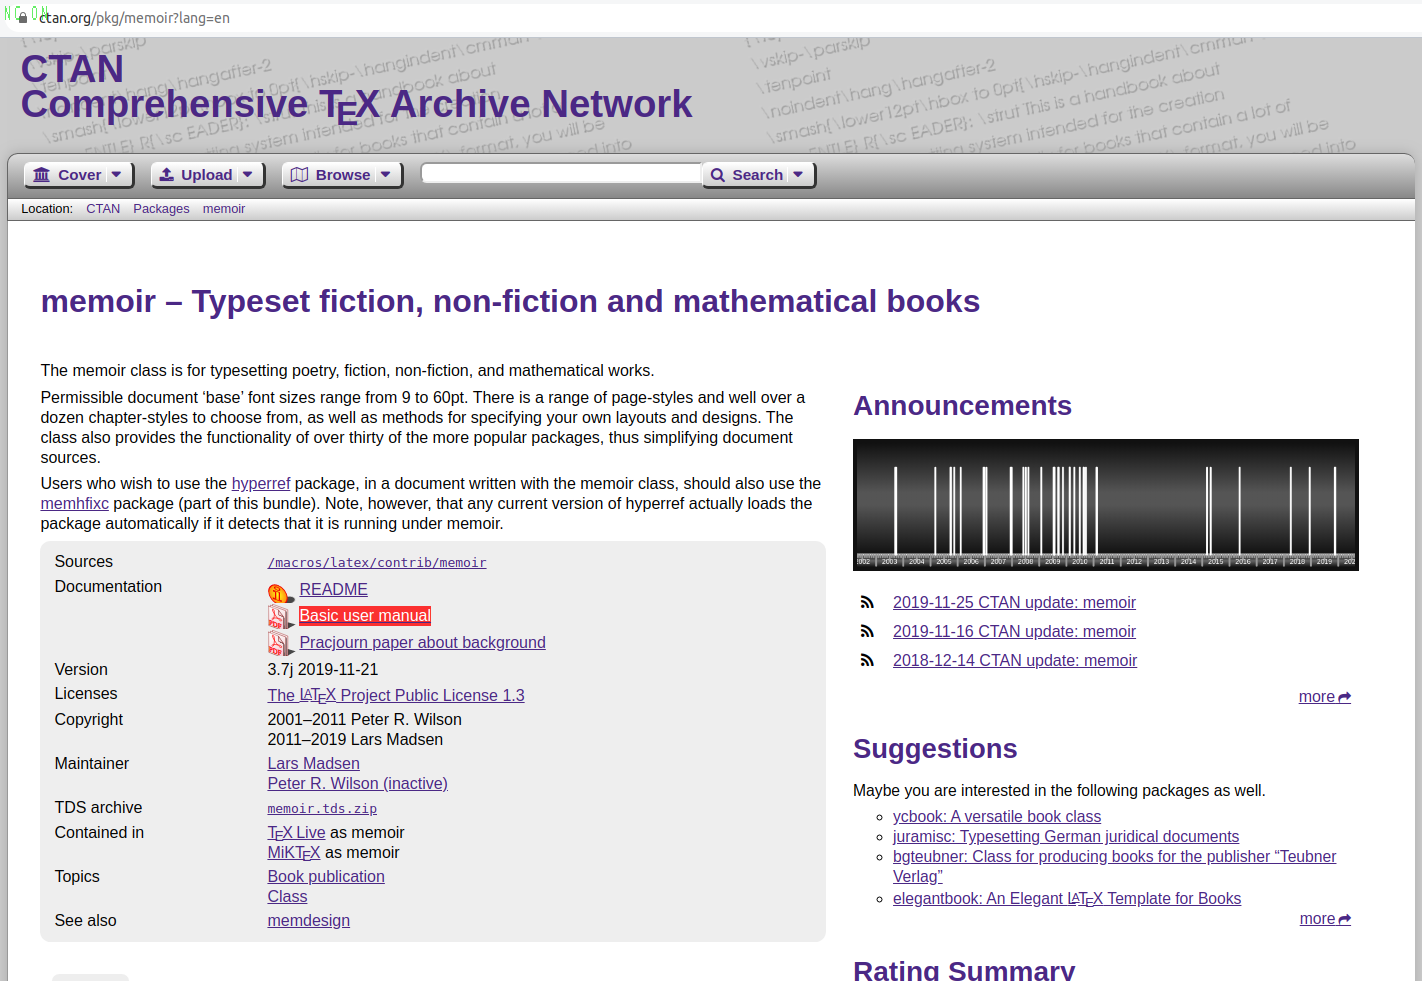 ctan.org/pkg/memoir?lang=en
CTAN
Comprehensive TEX Archive Network
Cover
Upload
Browse
Search
Location: CTAN Packages memoir
memoir – Typeset fiction, non-fiction and mathematical books
The memoir class is for typesetting poetry, fiction, non-fiction, and mathematical works.
Permissible document ‘base’ font sizes range from 9 to 60pt. There is a range of page-styles and well over a
dozen chapter-styles to choose from, as well as methods for specifying your own layouts and designs. The
class also provides the functionality of over thirty of the more popular packages, thus simplifying document
sources.
Users who wish to use the hyperref package, in a document written with the memoir class, should also use the
memhfixc package (part of this bundle). Note, however, that any current version of hyperref actually loads the
package automatically if it detects that it is running under memoir.
Sources /macros/latex/contrib/memoir
Documentation README
Basic user manual
Pracjourn paper about background
Version 3.7j 2019-11-21
Licenses The LATEX Project Public License 1.3
Copyright 2001–2011 Peter R. Wilson
2011–2019 Lars Madsen
Maintainer Lars Madsen
Peter R. Wilson (inactive)
TDS archive memoir.tds.zip
Contained in TEX Live as memoir
MiKTEX as memoir
Topics Book publication
Class
See also memdesign
Announcements
2002 2003 2004 2005 2006 2007 2008 2009 2010 2011 2012 2013 2014 2015 2016 2017 2018 2019
2019-11-25 CTAN update: memoir
2019-11-16 CTAN update: memoir
2018-12-14 CTAN update: memoir
more
Suggestions
Maybe you are interested in the following packages as well.
ycbook: A versatile book class
juramisc: Typesetting German juridical documents
bgteubner: Class for producing books for the publisher “Teubner
Verlag”
elegantbook: An Elegant LATEX Template for Books
more
Rating Summary